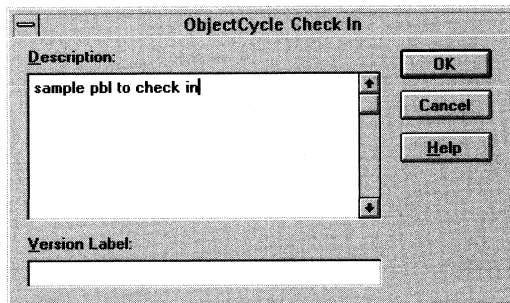 ObjectCycle Check In
Description:
sample pbl to check in
OK
Cancel
Help
Version Label: